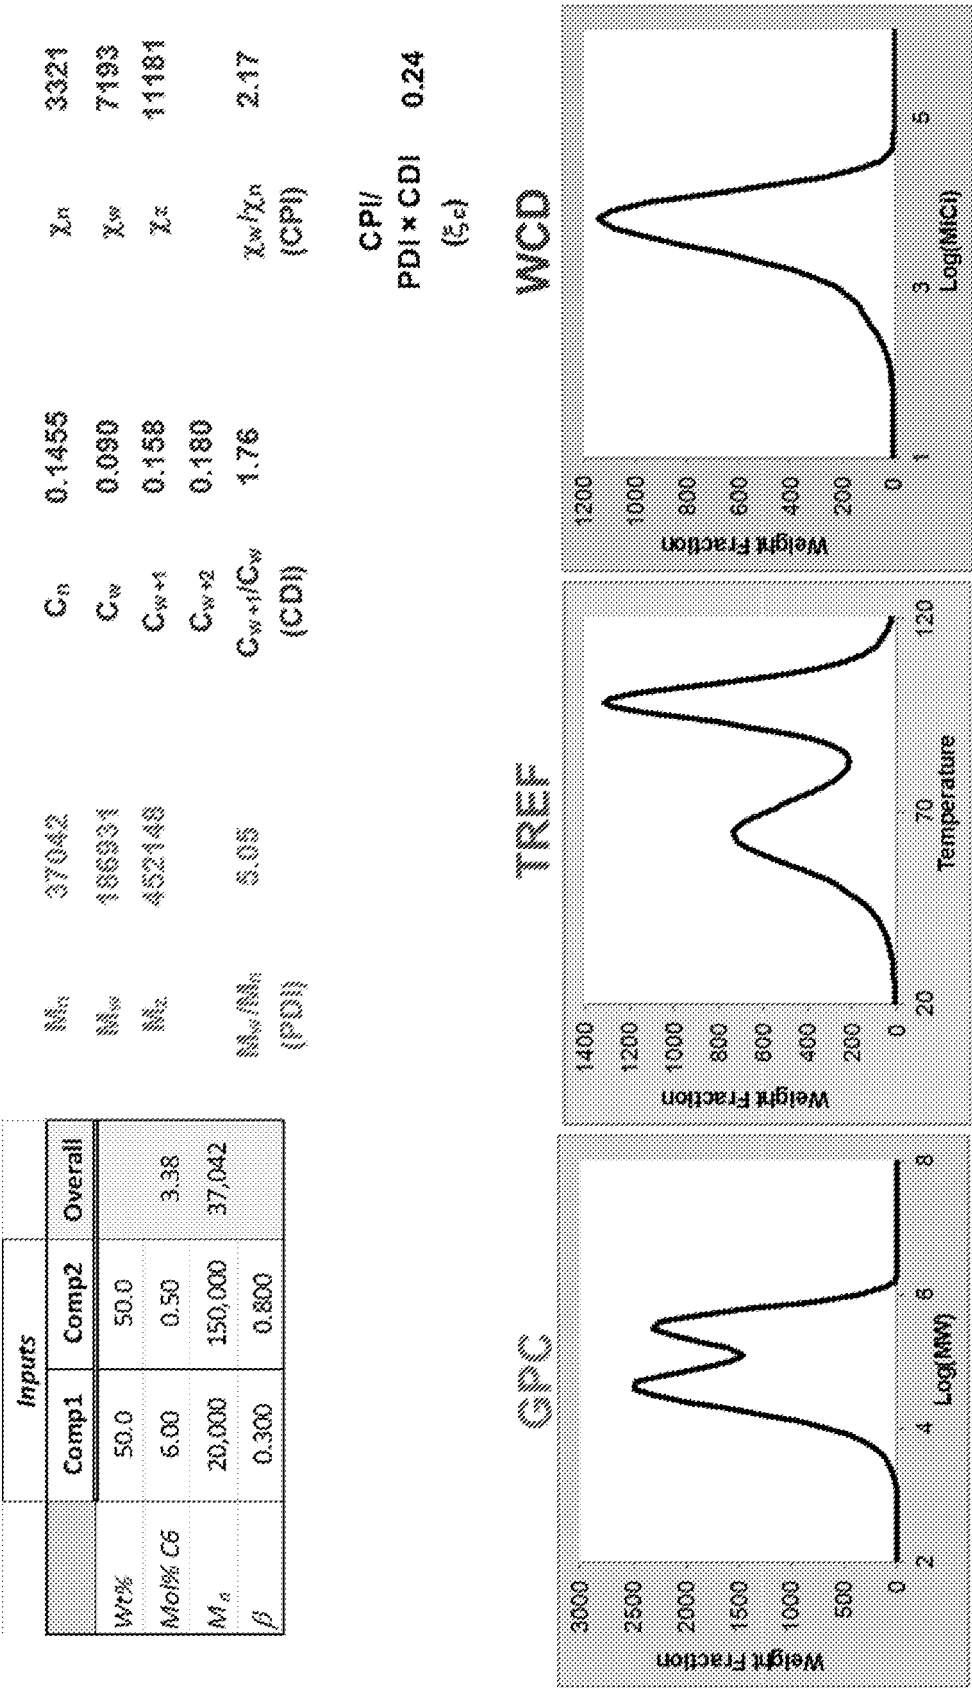 Inputs
Comp1 Comp2 Overall
Wt% 50.0 50.0
Mol% C6 6.00 0.50 3.38
Mn 20,000 150,000 37,042
β 0.300 0.800
Mn 37042
Mw 186931
Mz 452148
Mw/Mn 5.05
(PDI)
Cn 0.1455
Cw 0.090
Cw+1 0.158
Cw+2 0.180
Cw+1/Cw 1.76
(CDI)
χn 3321
χw 7193
χz 11181
χw/χn 2.17
(CPI)
CPI/
PDI × CDI 0.24
(ξc)
GPC
Weight Fraction
3000
2500
2000
1500
1000
500
0
2 4 6 8
Log(MW)
TREF
Weight Fraction
1400
1200
1000
800
600
400
200
0
20 70 120
Temperature
WCD
Weight Fraction
1200
1000
800
600
400
200
0
1 3 5
Log(MiCi)